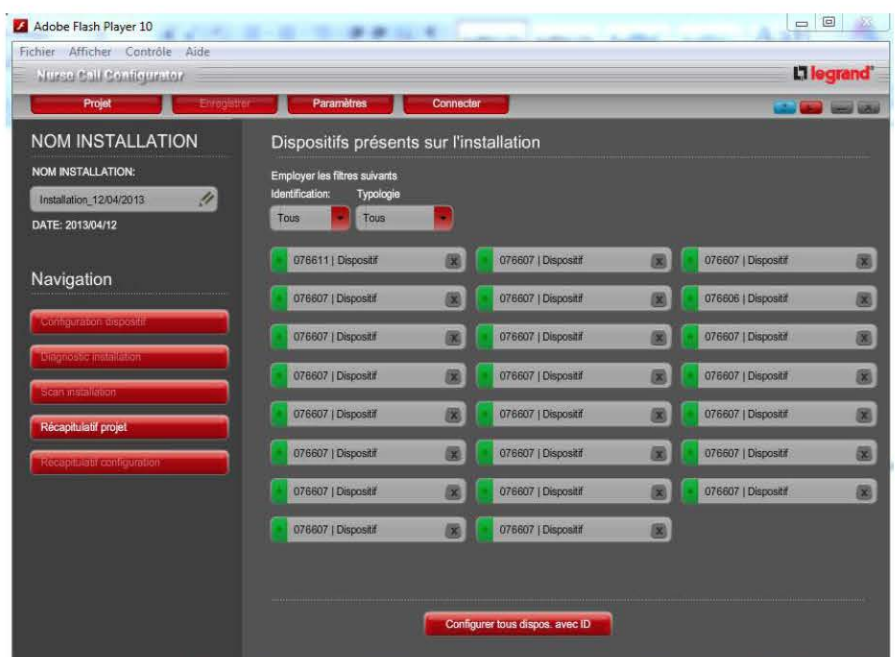 Adobe Flash Player 10
Fichier Afficher Contrôle Aide
Nurse Call Configurator
legrand
Projet Enregistrer Paramètres Connecter
NOM INSTALLATION
NOM INSTALLATION:
Installation_12/04/2013
DATE: 2013/04/12
Navigation
Configuration dispositif
Diagnostic installation
Scan installation
Récapitulatif projet
Récapitulatif configuration
Dispositifs présents sur l'installation
Employer les filtres suivants
Identification: Typologie
Tous Tous
076611 | Dispositif X 076607 | Dispositif X 076607 | Dispositif X
076607 | Dispositif X 076607 | Dispositif X 076606 | Dispositif X
076607 | Dispositif X 076607 | Dispositif X 076607 | Dispositif X
076607 | Dispositif X 076607 | Dispositif X 076607 | Dispositif X
076607 | Dispositif X 076607 | Dispositif X 076607 | Dispositif X
076607 | Dispositif X 076607 | Dispositif X 076607 | Dispositif X
076607 | Dispositif X 076607 | Dispositif X 076607 | Dispositif X
076607 | Dispositif X 076607 | Dispositif X
Configurer tous dispos. avec ID